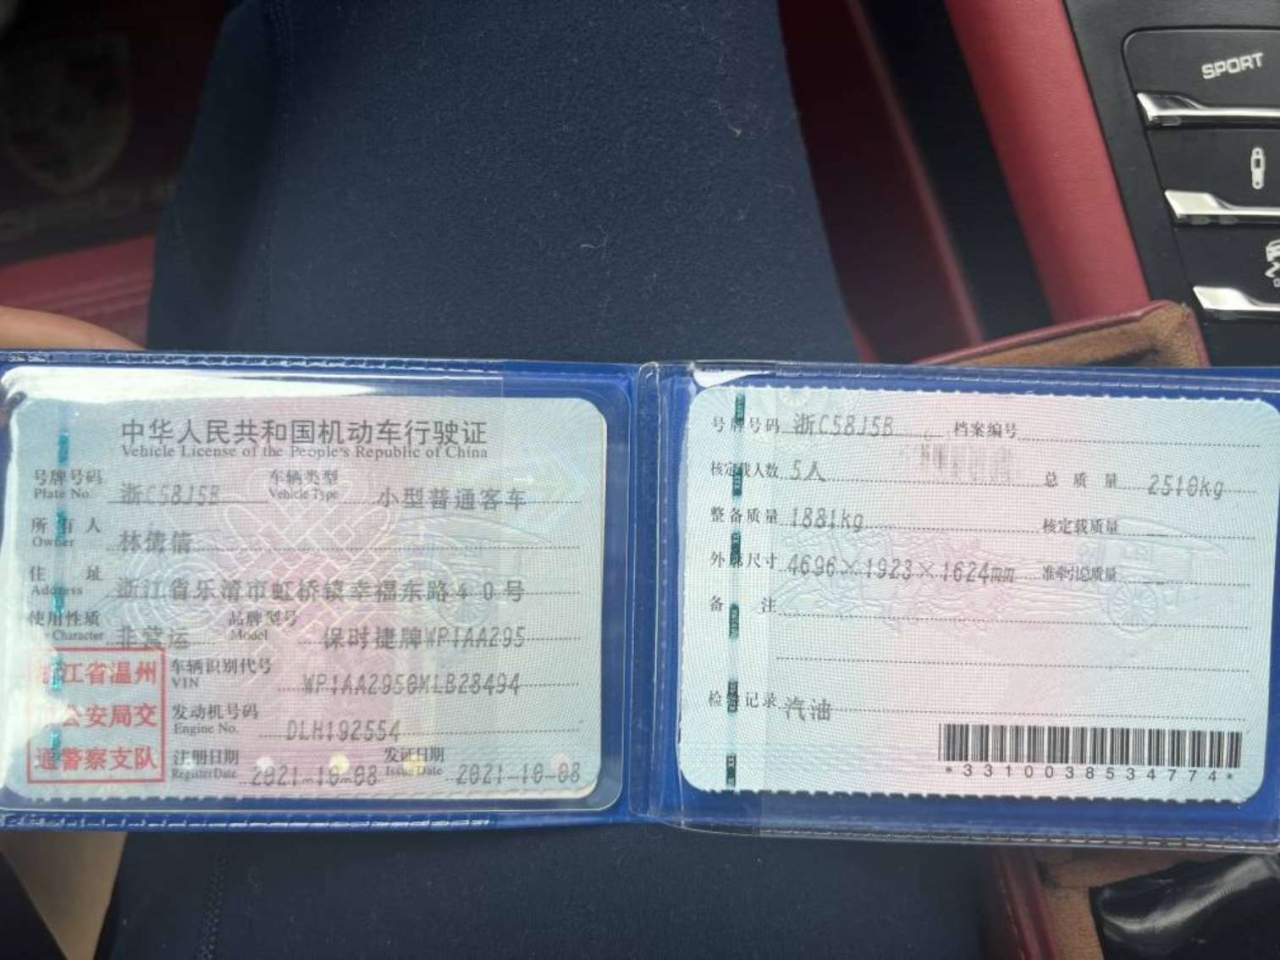 SPORT
中华人民共和国机动车行驶证
Vehicle License of the People's Republic of China
号牌号码 浙C58J5B 车辆类型 小型普通客车
Plate No. Vehicle Type
所有人 林倩倩
Owner
住址 浙江省乐清市虹桥镇幸福东路40号
Address
使用性质 非营运 品牌型号 保时捷牌WP1AA295
Character Model
浙江省温州
市公安局交
通警察支队
车辆识别代号 WP1AA2950MLB28494
VIN
发动机号码 DLH192554
Engine No.
注册日期 2021-10-08 发证日期 2021-10-08
Register Date Issue Date
号牌号码 浙C58J5B 档案编号
核定载人数 5人 总质量 2510kg
整备质量 1881kg 核定载质量 --
外廓尺寸 4696×1923×1624mm 准牵引总质量 --
备注
检验记录 汽油
*3310038534774*